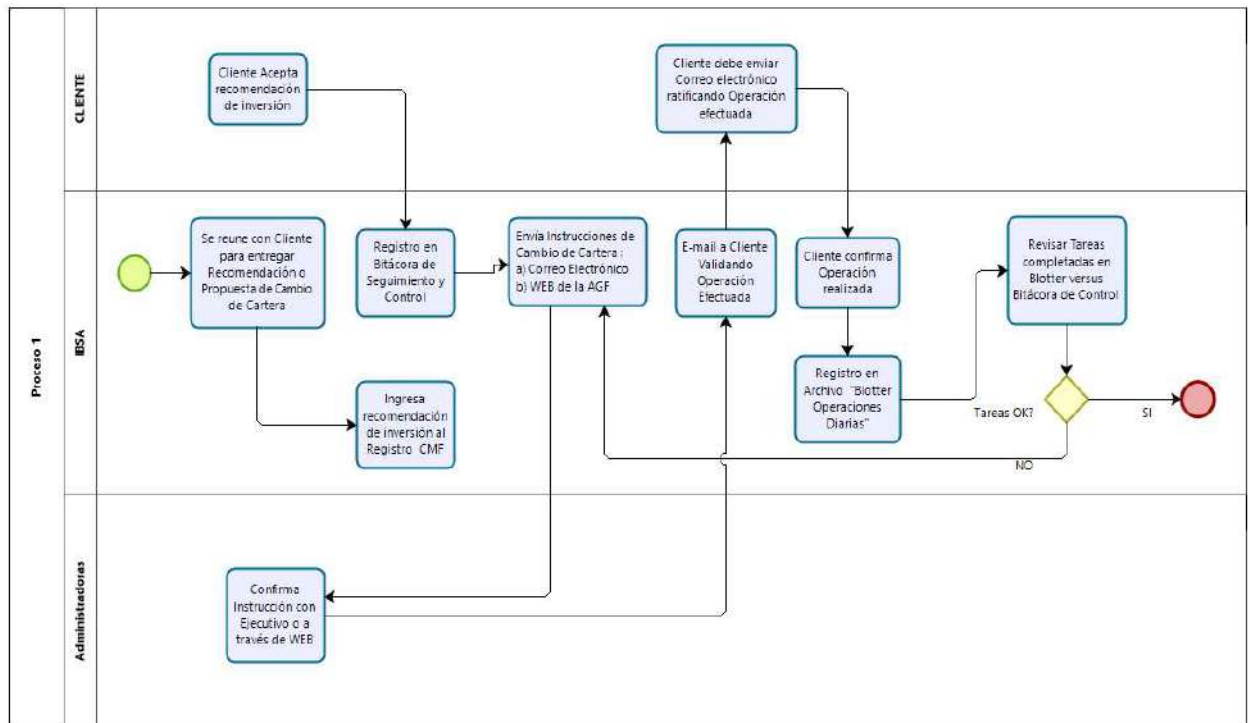 Proceso 1
CLIENTE
Cliente Acepta
recomendación
de inversión
Cliente debe enviar
Correo electrónico
ratificando Operación
efectuada
IBSA
Se reune con Cliente
para entregar
Recomendación o
Propuesta de Cambio
de Cartera
Registro en
Bitácora de
Seguimiento y
Control
Envía Instrucciones de
Cambio de Cartera :
a) Correo Electrónico
b) WEB de la AGF
E-mail a Cliente
Validando
Operación
Efectuada
Cliente confirma
Operación
realizada
Revisar Tareas
completadas en
Blotter versus
Bitácora de Control
Ingresa
recomendación
de inversión al
Registro CMF
Registro en
Archivo "Blotter
Operaciones
Diarias"
Tareas OK?
SI
NO
Administradoras
Confirma
Instrucción con
Ejecutivo o a
través de WEB